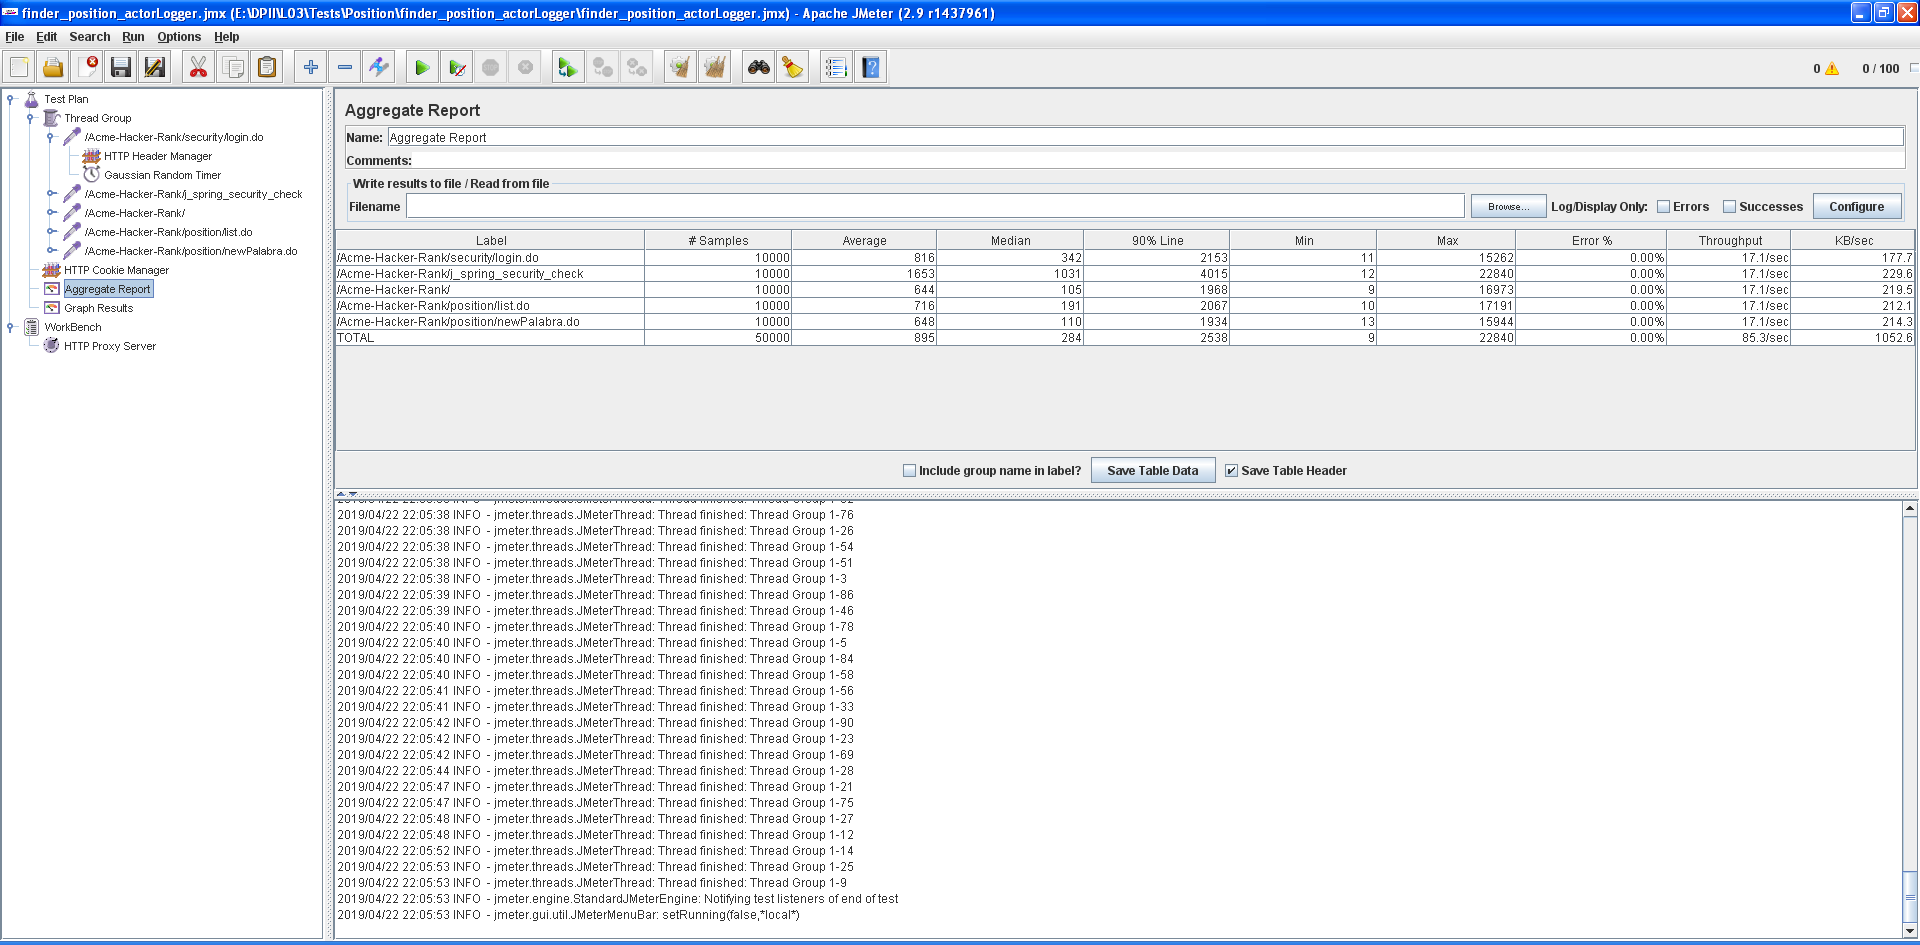 finder_position_actorLogger.jmx (E:\DPII\L03\Tests\Position\finder_position_actorLogger\finder_position_actorLogger.jmx) - Apache JMeter (2.9 r1437961)
File Edit Search Run Options Help
0 0 / 100
Test Plan
Thread Group
/Acme-Hacker-Rank/security/login.do
HTTP Header Manager
Gaussian Random Timer
/Acme-Hacker-Rank/j_spring_security_check
/Acme-Hacker-Rank/
/Acme-Hacker-Rank/position/list.do
/Acme-Hacker-Rank/position/newPalabra.do
HTTP Cookie Manager
Aggregate Report
Graph Results
WorkBench
HTTP Proxy Server
Aggregate Report
Name: Aggregate Report
Comments:
Write results to file / Read from file
Filename Browse... Log/Display Only: Errors Successes Configure
Label # Samples Average Median 90% Line Min Max Error % Throughput KB/sec
/Acme-Hacker-Rank/security/login.do 10000 816 342 2153 11 15262 0.00% 17.1/sec 177.7
/Acme-Hacker-Rank/j_spring_security_check 10000 1653 1031 4015 12 22840 0.00% 17.1/sec 229.6
/Acme-Hacker-Rank/ 10000 644 105 1968 9 16973 0.00% 17.1/sec 219.5
/Acme-Hacker-Rank/position/list.do 10000 716 191 2067 10 17191 0.00% 17.1/sec 212.1
/Acme-Hacker-Rank/position/newPalabra.do 10000 648 110 1934 13 15944 0.00% 17.1/sec 214.3
TOTAL 50000 895 284 2538 9 22840 0.00% 85.3/sec 1052.6
Include group name in label? Save Table Data Save Table Header
2019/04/22 22:05:38 INFO - jmeter.threads.JMeterThread: Thread finished: Thread Group 1-76
2019/04/22 22:05:38 INFO - jmeter.threads.JMeterThread: Thread finished: Thread Group 1-26
2019/04/22 22:05:38 INFO - jmeter.threads.JMeterThread: Thread finished: Thread Group 1-54
2019/04/22 22:05:38 INFO - jmeter.threads.JMeterThread: Thread finished: Thread Group 1-51
2019/04/22 22:05:38 INFO - jmeter.threads.JMeterThread: Thread finished: Thread Group 1-3
2019/04/22 22:05:39 INFO - jmeter.threads.JMeterThread: Thread finished: Thread Group 1-86
2019/04/22 22:05:39 INFO - jmeter.threads.JMeterThread: Thread finished: Thread Group 1-46
2019/04/22 22:05:40 INFO - jmeter.threads.JMeterThread: Thread finished: Thread Group 1-78
2019/04/22 22:05:40 INFO - jmeter.threads.JMeterThread: Thread finished: Thread Group 1-5
2019/04/22 22:05:40 INFO - jmeter.threads.JMeterThread: Thread finished: Thread Group 1-84
2019/04/22 22:05:40 INFO - jmeter.threads.JMeterThread: Thread finished: Thread Group 1-58
2019/04/22 22:05:41 INFO - jmeter.threads.JMeterThread: Thread finished: Thread Group 1-56
2019/04/22 22:05:41 INFO - jmeter.threads.JMeterThread: Thread finished: Thread Group 1-33
2019/04/22 22:05:42 INFO - jmeter.threads.JMeterThread: Thread finished: Thread Group 1-90
2019/04/22 22:05:42 INFO - jmeter.threads.JMeterThread: Thread finished: Thread Group 1-23
2019/04/22 22:05:42 INFO - jmeter.threads.JMeterThread: Thread finished: Thread Group 1-69
2019/04/22 22:05:44 INFO - jmeter.threads.JMeterThread: Thread finished: Thread Group 1-28
2019/04/22 22:05:47 INFO - jmeter.threads.JMeterThread: Thread finished: Thread Group 1-21
2019/04/22 22:05:47 INFO - jmeter.threads.JMeterThread: Thread finished: Thread Group 1-75
2019/04/22 22:05:48 INFO - jmeter.threads.JMeterThread: Thread finished: Thread Group 1-27
2019/04/22 22:05:48 INFO - jmeter.threads.JMeterThread: Thread finished: Thread Group 1-12
2019/04/22 22:05:52 INFO - jmeter.threads.JMeterThread: Thread finished: Thread Group 1-14
2019/04/22 22:05:53 INFO - jmeter.threads.JMeterThread: Thread finished: Thread Group 1-25
2019/04/22 22:05:53 INFO - jmeter.threads.JMeterThread: Thread finished: Thread Group 1-9
2019/04/22 22:05:53 INFO - jmeter.engine.StandardJMeterEngine: Notifying test listeners of end of test
2019/04/22 22:05:53 INFO - jmeter.gui.util.JMeterMenuBar: setRunning(false,*local*)